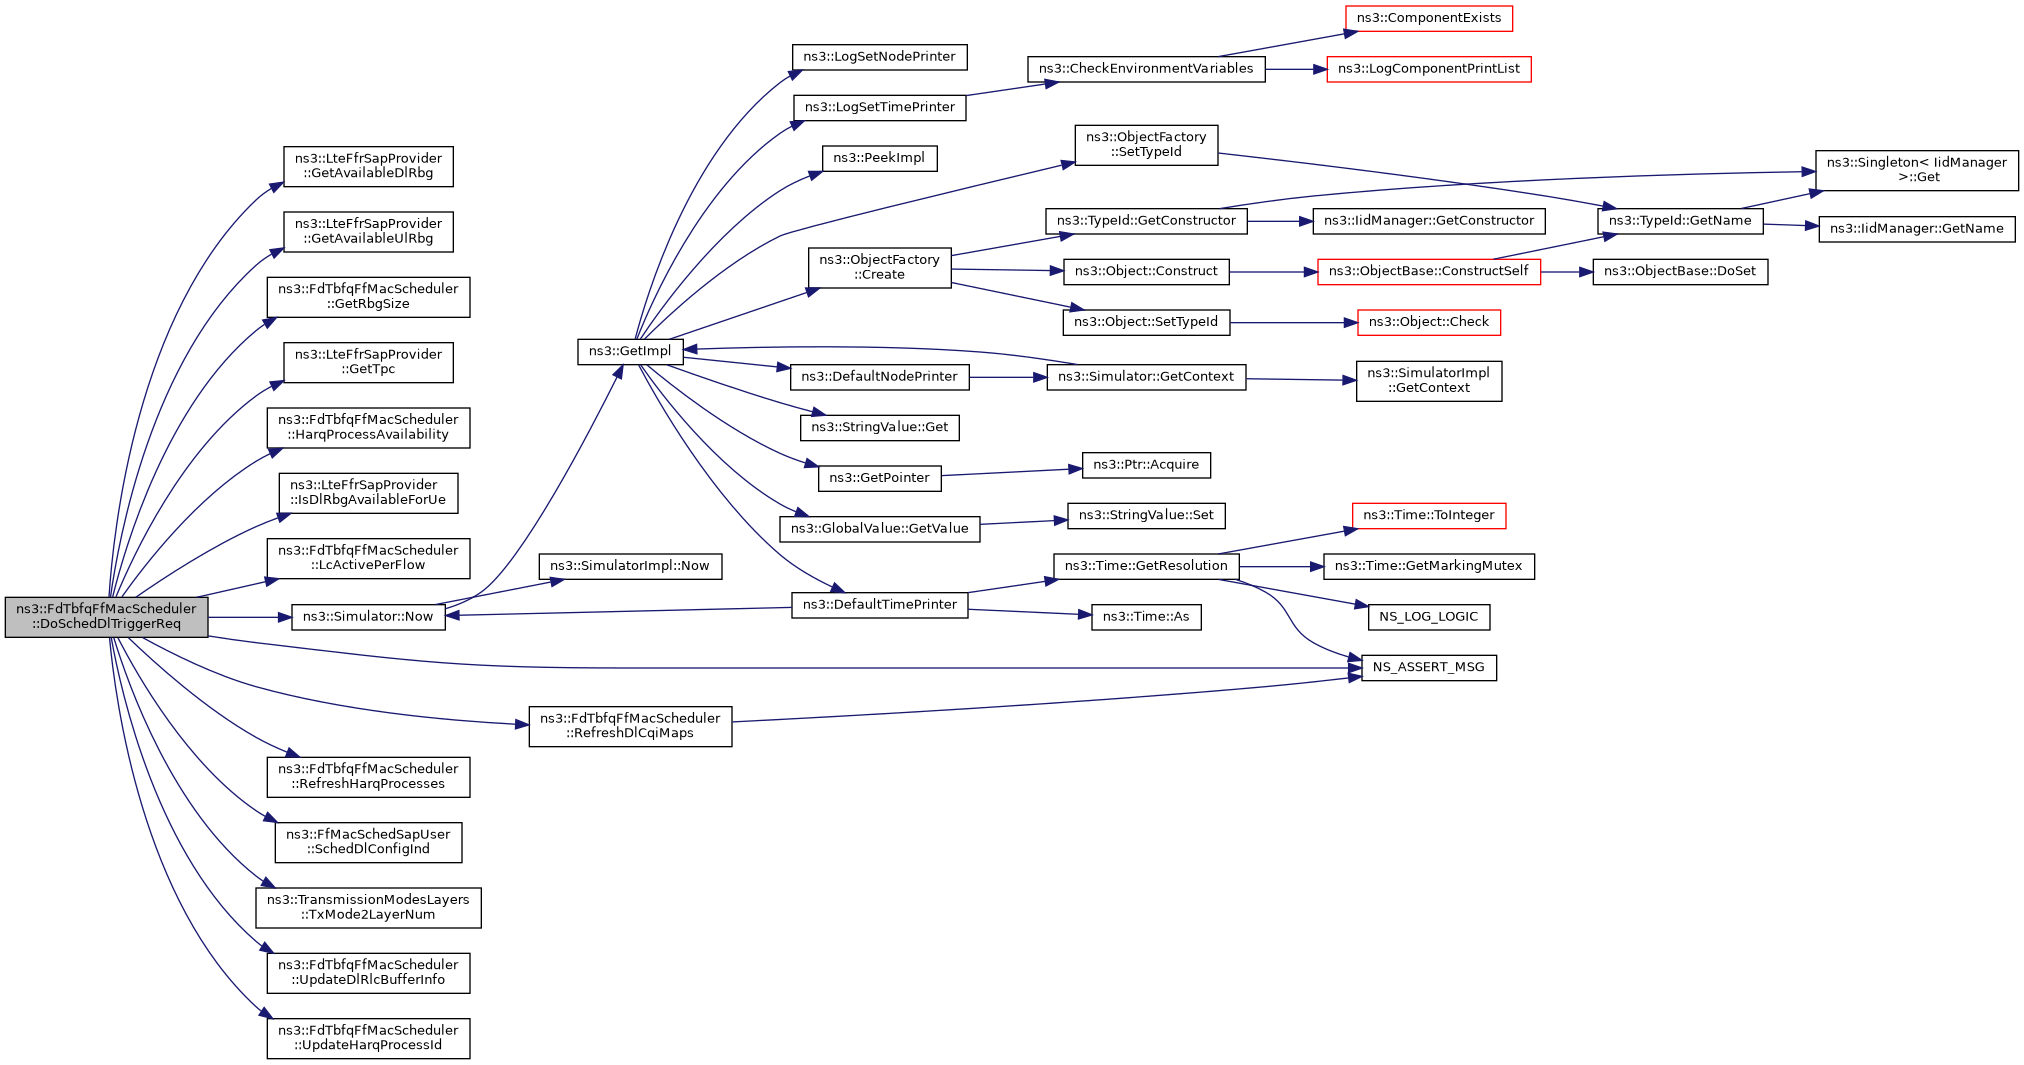 ns3::FdTbfqFfMacScheduler
::DoSchedDlTriggerReq
ns3::LteFfrSapProvider
::GetAvailableDlRbg
ns3::LteFfrSapProvider
::GetAvailableUlRbg
ns3::FdTbfqFfMacScheduler
::GetRbgSize
ns3::LteFfrSapProvider
::GetTpc
ns3::FdTbfqFfMacScheduler
::HarqProcessAvailability
ns3::LteFfrSapProvider
::IsDlRbgAvailableForUe
ns3::FdTbfqFfMacScheduler
::LcActivePerFlow
ns3::Simulator::Now
ns3::FdTbfqFfMacScheduler
::RefreshHarqProcesses
ns3::FfMacSchedSapUser
::SchedDlConfigInd
ns3::TransmissionModesLayers
::TxMode2LayerNum
ns3::FdTbfqFfMacScheduler
::UpdateDlRlcBufferInfo
ns3::FdTbfqFfMacScheduler
::UpdateHarqProcessId
ns3::GetImpl
ns3::SimulatorImpl::Now
ns3::FdTbfqFfMacScheduler
::RefreshDlCqiMaps
ns3::LogSetNodePrinter
ns3::LogSetTimePrinter
ns3::PeekImpl
ns3::ObjectFactory
::Create
ns3::DefaultNodePrinter
ns3::StringValue::Get
ns3::GetPointer
ns3::GlobalValue::GetValue
ns3::DefaultTimePrinter
ns3::CheckEnvironmentVariables
ns3::ObjectFactory
::SetTypeId
ns3::TypeId::GetConstructor
ns3::Object::Construct
ns3::Object::SetTypeId
ns3::Simulator::GetContext
ns3::Ptr::Acquire
ns3::StringValue::Set
ns3::Time::GetResolution
ns3::Time::As
ns3::ComponentExists
ns3::LogComponentPrintList
ns3::IidManager::GetConstructor
ns3::ObjectBase::ConstructSelf
ns3::Object::Check
ns3::SimulatorImpl
::GetContext
ns3::Time::ToInteger
ns3::Time::GetMarkingMutex
NS_LOG_LOGIC
NS_ASSERT_MSG
ns3::TypeId::GetName
ns3::ObjectBase::DoSet
ns3::Singleton< IidManager
>::Get
ns3::IidManager::GetName